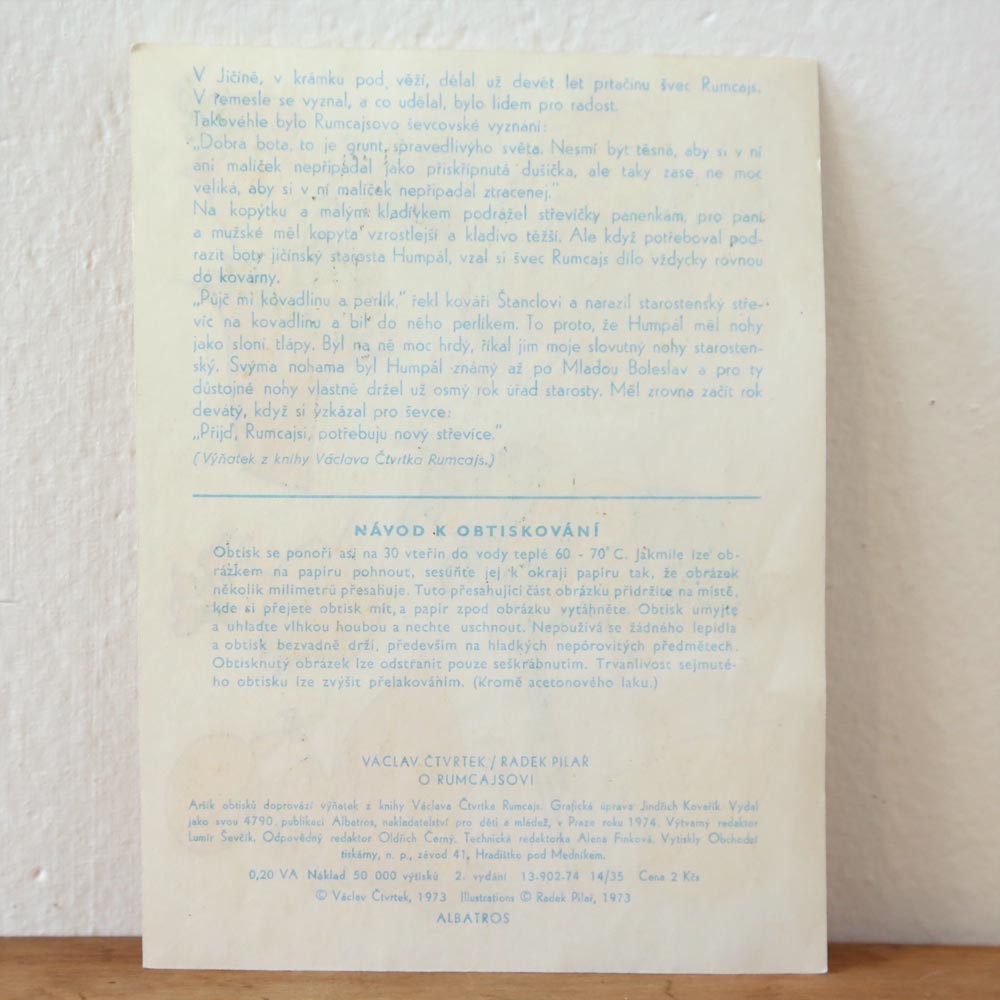 V Jičíně, v krámku pod věží, dělal už devět let prtačinu švec Rumcajs.
V řemesle se vyznal, a co udělal, bylo lidem pro radost.
Takovéhle bylo Rumcajsovo ševcovské vyznání:
„Dobrá bota, to je grunt spravedlivýho světa. Nesmí být těsná, aby si v ní
ani malíček nepřipadal jako přiskřípnutá dušička, ale taky zase ne moc
veliká, aby si v ní malíček nepřipadal ztracenej."
Na kopýtku a malým kladívkem podrážel střevíčky panenkám, pro paní
a mužské měl kopyta vzrostlejší a kladivo těžší. Ale když potřeboval pod-
razit boty jičínský starosta Humpál, vzal si švec Rumcajs dílo vždycky rovnou
do kovárny.
„Půjč mi kovadlinu a perlík," řekl kováři Štanclovi a narazil starostenský stře-
víc na kovadlinu a bil do něho perlíkem. To proto, že Humpál měl nohy
jako sloní tlapy. Byl na ně moc hrdý, říkal jim moje slovutný nohy starosten-
ský. Svýma nohama byl Humpál známý až po Mladou Boleslav a pro ty
důstojné nohy vlastně držel už osmý rok úřad starosty. Měl zrovna začít rok
devátý, když si vzkázal pro ševce:
„Přijď, Rumcajsi, potřebuju nový střevíce."
(Výňatek z knihy Václava Čtvrtka Rumcajs.)
NÁVOD K OBTISKOVÁNÍ
Obtisk se ponoří asi na 30 vteřin do vody teplé 60 - 70°C. Jakmile lze ob-
rázkem na papíru pohnout, sesuňte jej k okraji papíru tak, že obrázek
několik milimetrů přesahuje. Tuto přesahující část obrázku přidržte na místě,
kde si přejete obtisk mít, a papír zpod obrázku vytáhněte. Obtisk umyjte
a uhlaďte vlhkou houbou a nechte uschnout. Nepoužívá se žádného lepidla
a obtisk bezvadně drží, především na hladkých nepórovitých předmětech.
Obtisknutý obrázek lze odstranit pouze seškrábnutím. Trvanlivost sejmuté-
ho obtisku lze zvýšit přelakováním. (Kromě acetonového laku.)
VÁCLAV ČTVRTEK / RADEK PILAŘ
O RUMCAJSOVI
Aršík obtisků doprovází výňatek z knihy Václava Čtvrtka Rumcajs. Grafická úprava Jindřich Kovařík. Vydal
jako svou 4790. publikaci Albatros, nakladatelství pro děti a mládež, v Praze roku 1974. Výtvarný redaktor
Lumír Ševčík. Odpovědný redaktor Oldřich Černý. Technická redaktorka Alena Finková. Vytiskly Obchodní
tiskárny, n. p., závod 41, Hradištko pod Medníkem.
0,20 VA Náklad 50 000 výtisků 2. vydání 13-902-74 14/35 Cena 2 Kčs
© Václav Čtvrtek, 1973 Illustrations © Radek Pilař, 1973
ALBATROS